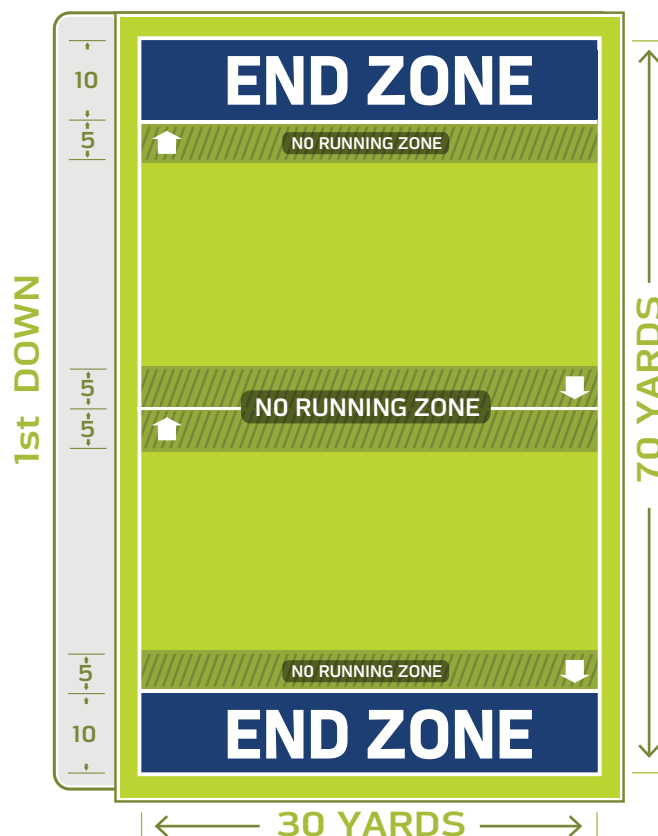 10
END ZONE
5
NO RUNNING ZONE
1st DOWN
70 YARDS
5
NO RUNNING ZONE
5
5
NO RUNNING ZONE
10
END ZONE
30 YARDS